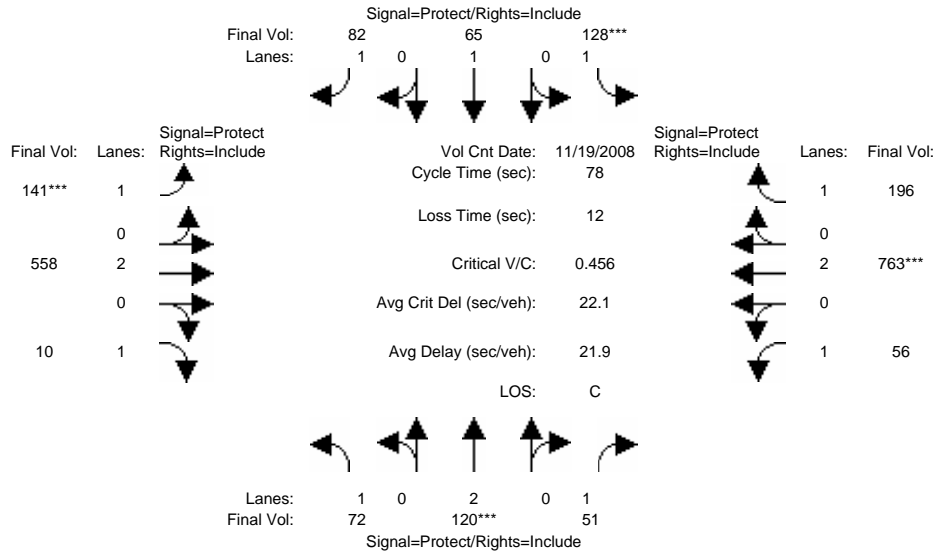 Signal=Protect/Rights=Include
Final Vol: 82 65 128***
Lanes: 1 0 1 0 1
Signal=Protect
Final Vol: Lanes: Rights=Include
Vol Cnt Date: 11/19/2008
Signal=Protect
Rights=Include Lanes: Final Vol:
Cycle Time (sec): 78
141*** 1
1 196
Loss Time (sec): 12
0
0
558 2
Critical V/C: 0.456
2 763***
0
Avg Crit Del (sec/veh): 22.1
0
10 1
Avg Delay (sec/veh): 21.9
1 56
LOS: C
Lanes: 1 0 2 0 1
Final Vol: 72 120*** 51
Signal=Protect/Rights=Include